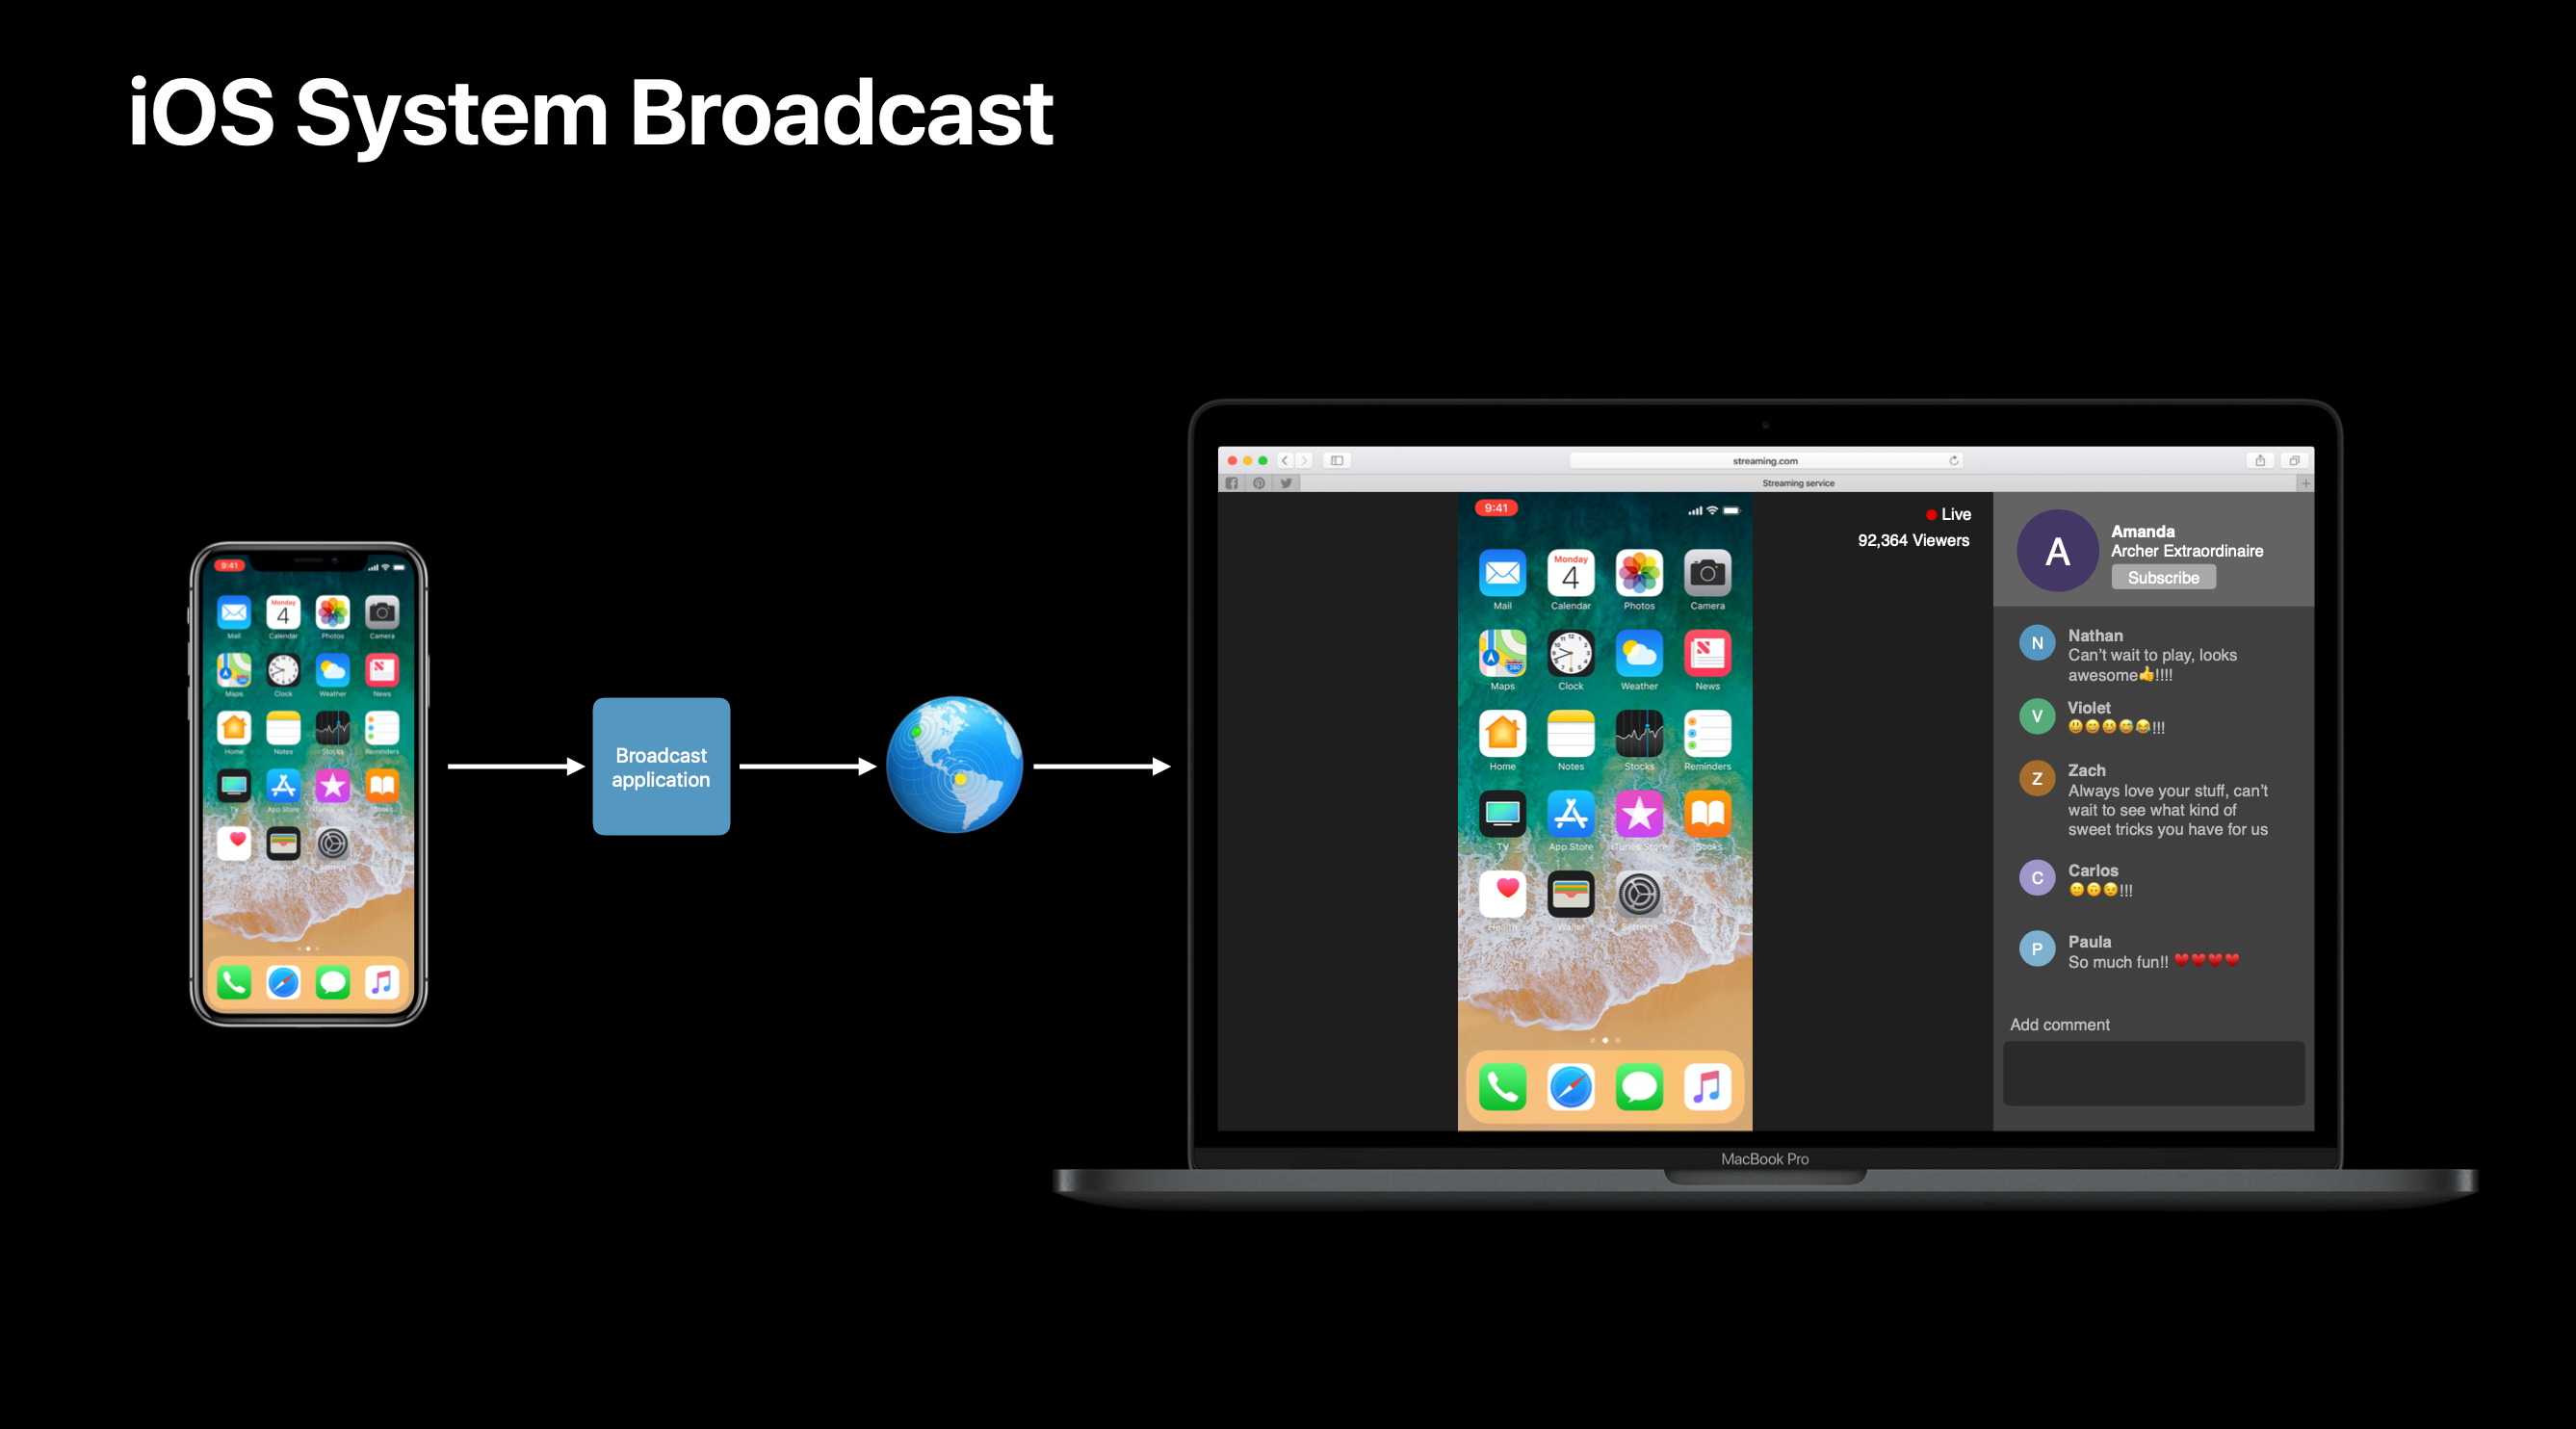 iOS System Broadcast
9:41
Monday
4
Mail
Calendar
Photos
Camera
Maps
Clock
Weather
News
Home
Notes
Stocks
Reminders
TV
App Store
iTunes Store
Broadcast
application
streaming.com
Streaming service
9:41
Monday
4
Mail
Calendar
Photos
Camera
Maps
Clock
Weather
News
Home
Notes
Stocks
Reminders
TV
App Store
iTunes Store
iBooks
Health
Wallet
Settings
Live
92,364 Viewers
A
Amanda
Archer Extraordinaire
Subscribe
N
Nathan
Can’t wait to play, looks
awesome👍!!!!
V
Violet
😃😄😆😅😂!!!
Z
Zach
Always love your stuff, can’t
wait to see what kind of
sweet tricks you have for us
C
Carlos
🙂🙃😉!!!
P
Paula
So much fun!! ♥️♥️♥️♥️
Add comment
MacBook Pro